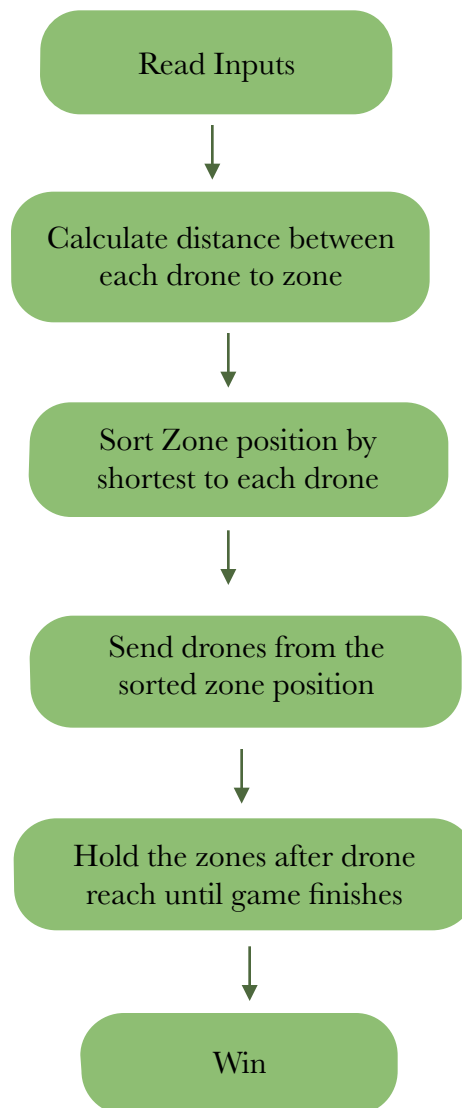 Read Inputs
Calculate distance between
each drone to zone
Sort Zone position by
shortest to each drone
Send drones from the
sorted zone position
Hold the zones after drone
reach until game finishes
Win